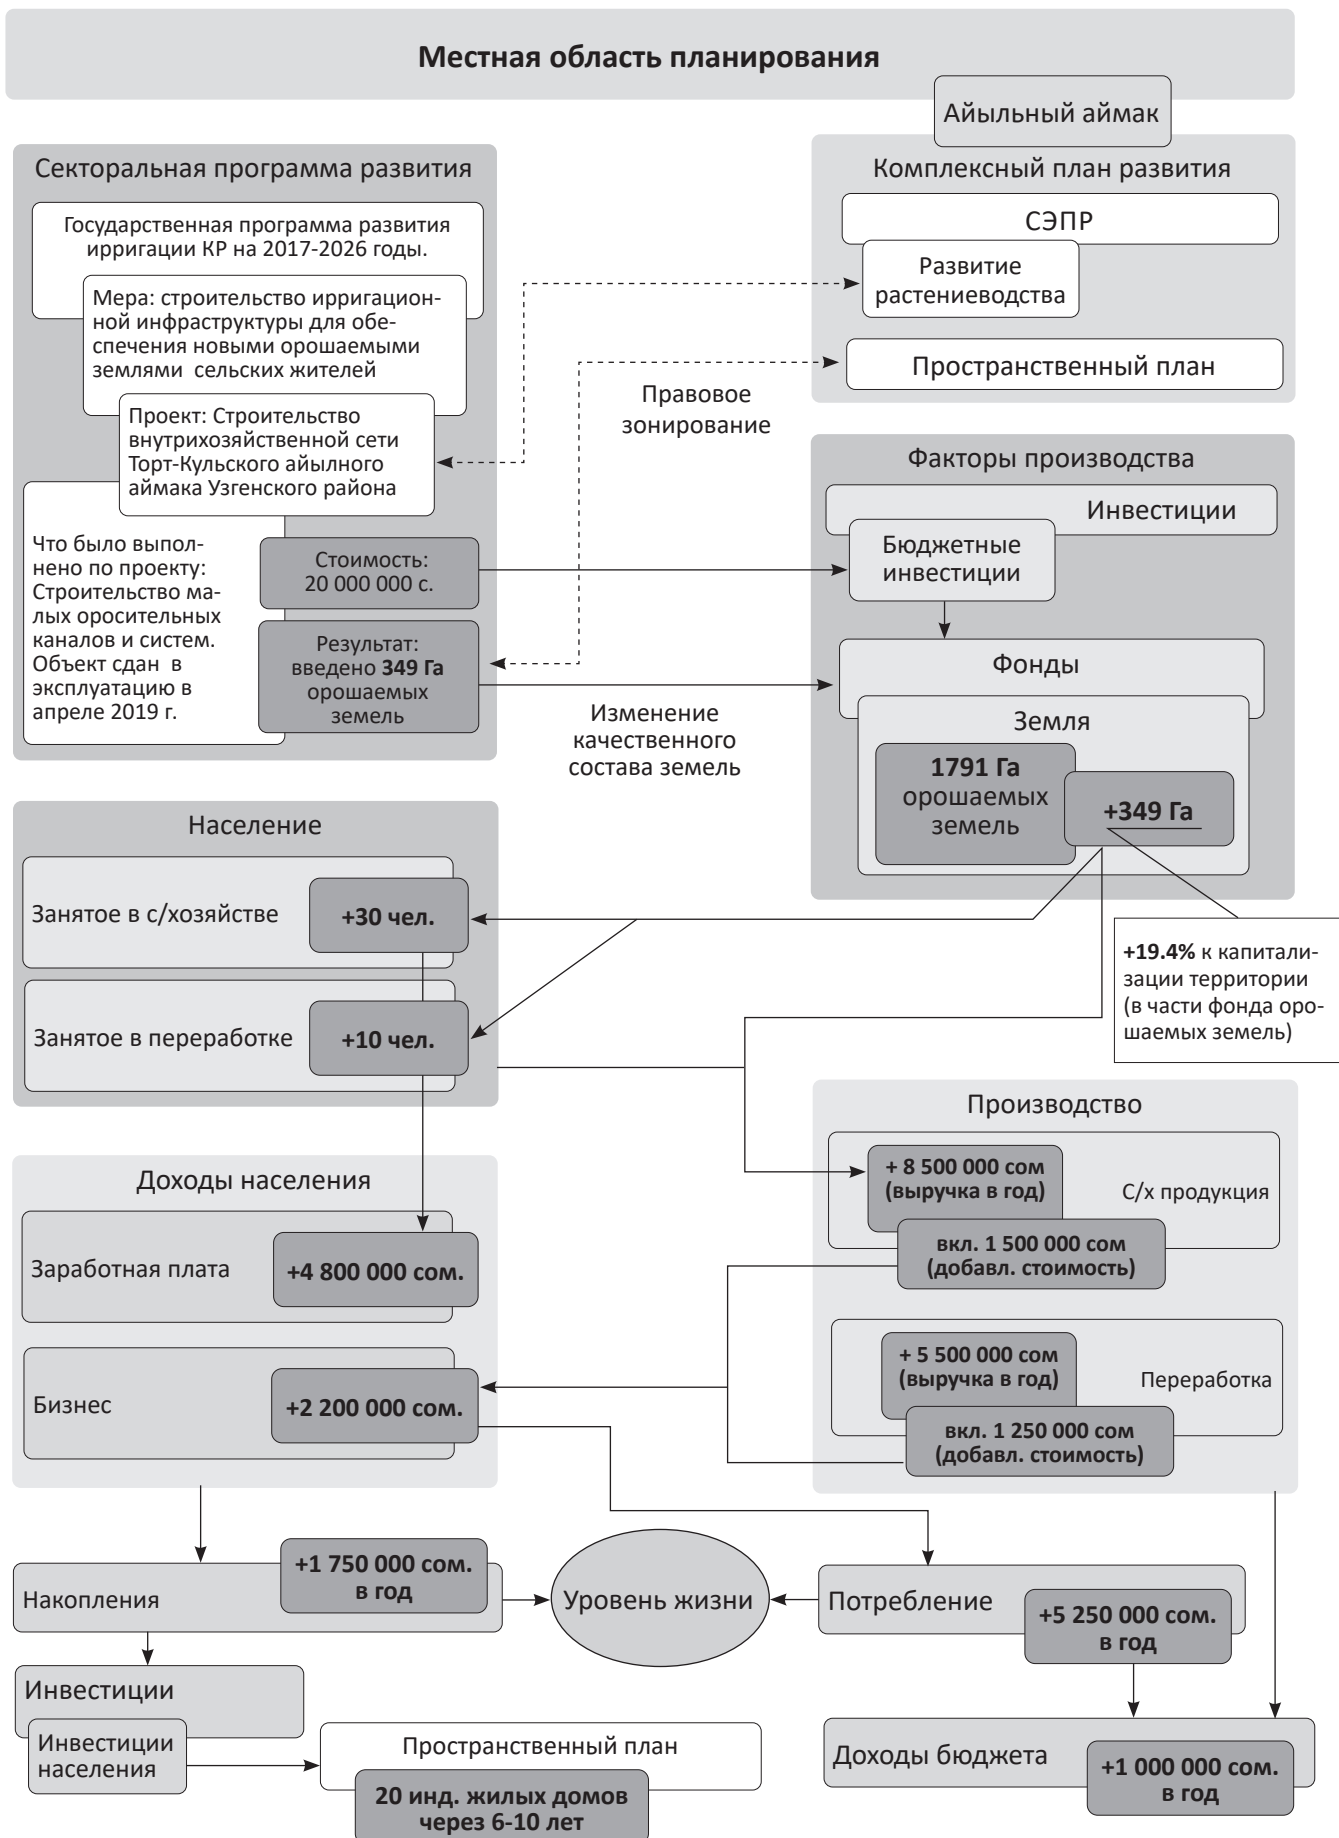 Местная область планирования
Айыльный аймак
Секторальная программа развития
Государственная программа развития
ирригации КР на 2017-2026 годы.
Мера: строительство ирригацион-
ной инфраструктуры для обе-
спечения новыми орошаемыми
землями сельских жителей
Проект: Строительство
внутрихозяйственной сети
Торт-Кульского айылного
аймака Узгенского района
Что было выпол-
нено по проекту:
Строительство ма-
лых оросительных
каналов и систем.
Объект сдан в
эксплуатацию в
апреле 2019 г.
Стоимость:
20 000 000 с.
Результат:
введено 349 Га
орошаемых
земель
Комплексный план развития
СЭПР
Развитие
растениеводства
Пространственный план
Правовое
зонирование
Факторы производства
Инвестиции
Бюджетные
инвестиции
Фонды
Земля
1791 Га
орошаемых
земель
+349 Га
Изменение
качественного
состава земель
+19.4% к капитали-
зации территории
(в части фонда оро-
шаемых земель)
Население
Занятое в с/хозяйстве
+30 чел.
Занятое в переработке
+10 чел.
Производство
+ 8 500 000 сом
(выручка в год)
С/х продукция
вкл. 1 500 000 сом
(добавл. стоимость)
+ 5 500 000 сом
(выручка в год)
Переработка
вкл. 1 250 000 сом
(добавл. стоимость)
Доходы населения
Заработная плата
+4 800 000 сом.
Бизнес
+2 200 000 сом.
Накопления
+1 750 000 сом.
в год
Уровень жизни
Потребление
+5 250 000 сом.
в год
Инвестиции
Инвестиции
населения
Пространственный план
20 инд. жилых домов
через 6-10 лет
Доходы бюджета
+1 000 000 сом.
в год